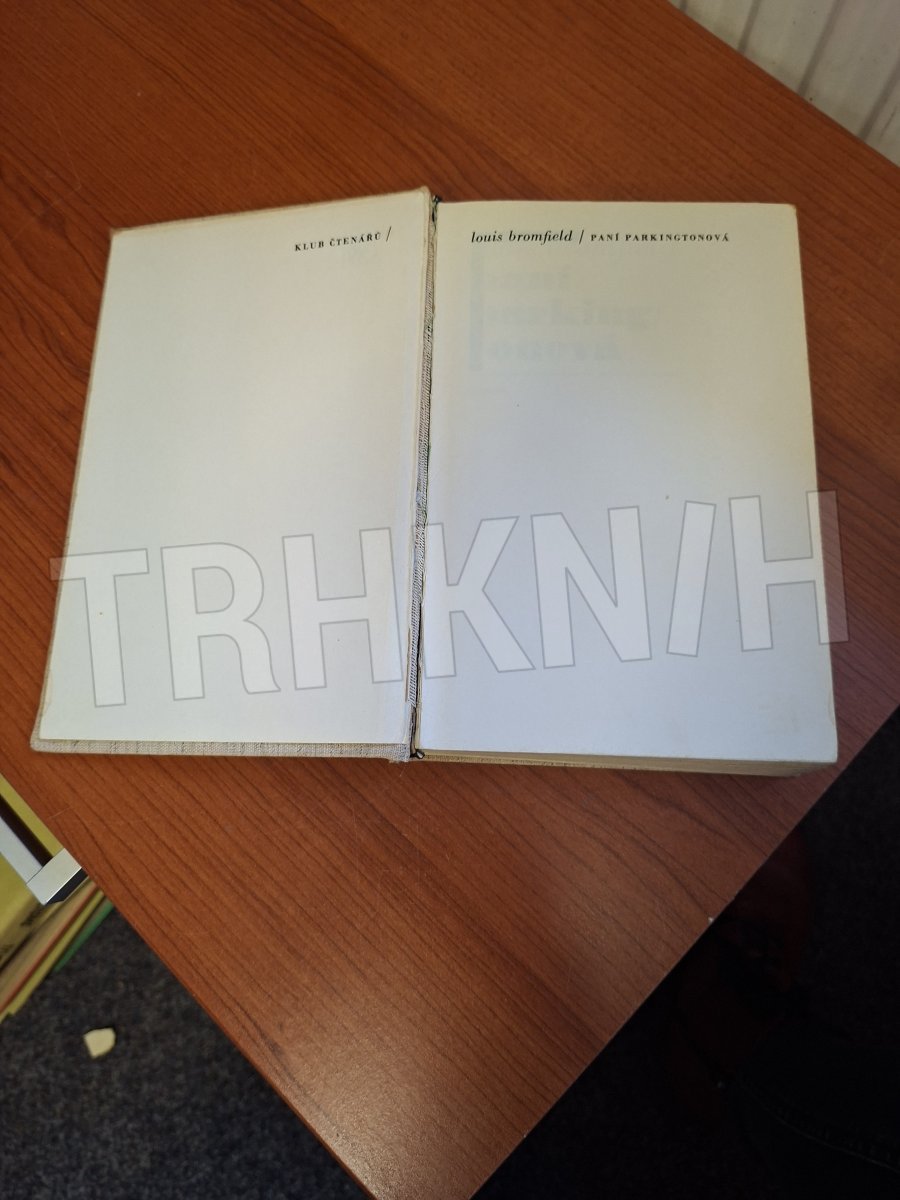 KLUB ČTENÁŘŮ /
louis bromfield / PANÍ PARKINGTONOVÁ
TRHKNIH